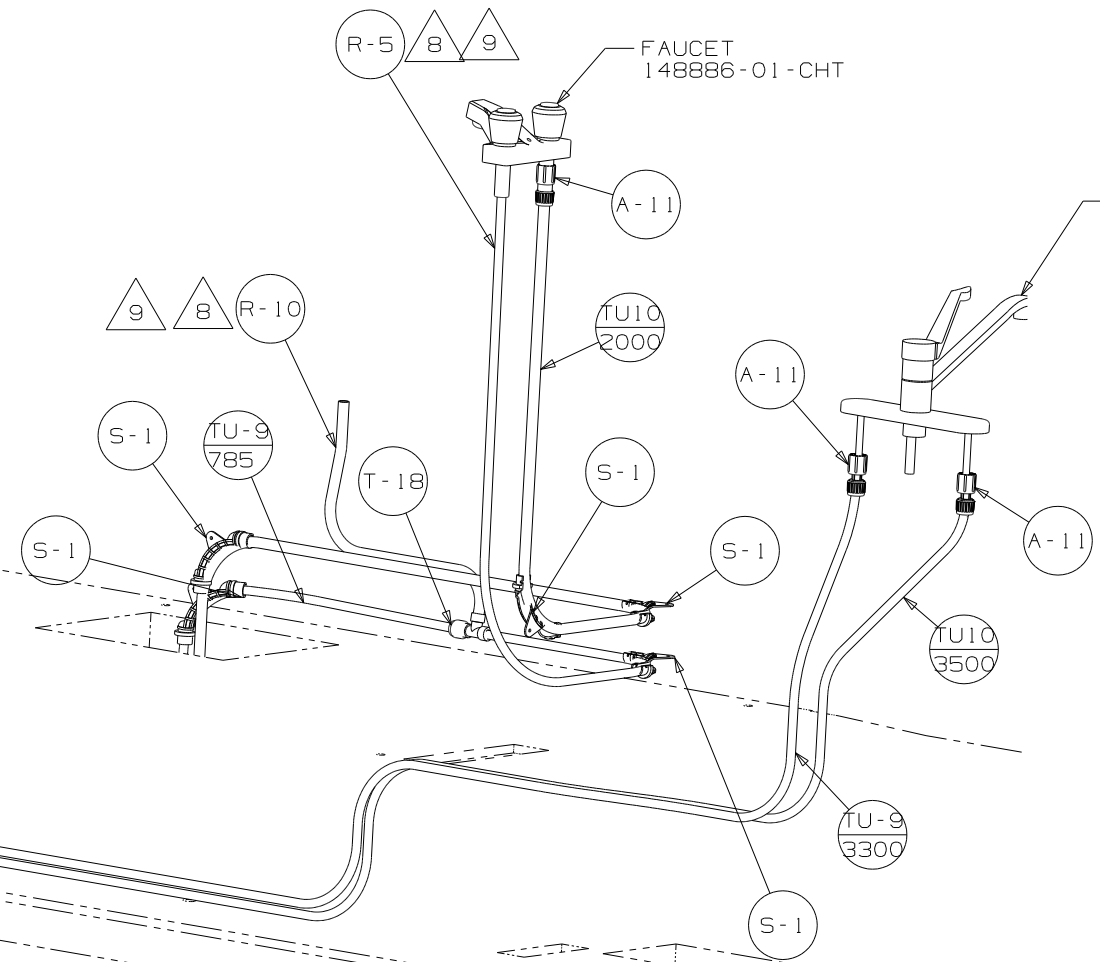 R-5
8
9
FAUCET
148886-01-CHT
A-11
9
8
R-10
TU10
2000
A-11
S-1
TU-9
785
T-18
S-1
S-1
S-1
A-11
TU10
3500
TU-9
3300
S-1